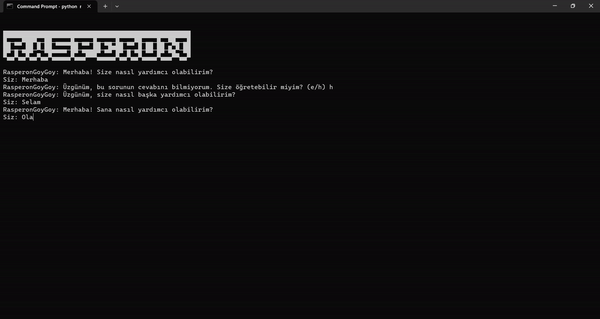 Command Prompt - python
RASPERON
RasperonGoyGoy: Merhaba! Size nasıl yardımcı olabilirim?
Siz: Merhaba
RasperonGoyGoy: Üzgünüm, bu sorunun cevabını bilmiyorum. Size öğretebilir miyim? (e/h) h
RasperonGoyGoy: Üzgünüm, size nasıl başka yardımcı olabilirim?
Siz: Selam
RasperonGoyGoy: Merhaba! Sana nasıl yardımcı olabilirim?
Siz: Ola